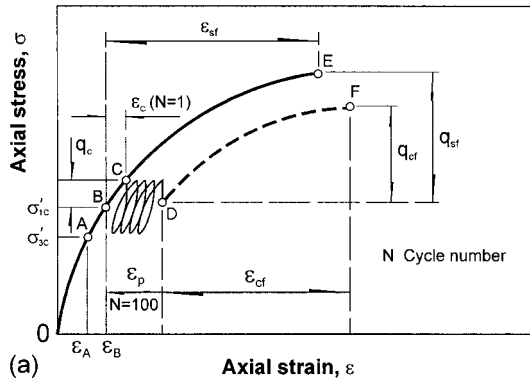 Axial stress, σ
ε_sf
E
ε_c (N=1)
F
q_c
C
q_cf
q_sf
B
D
σ′_1C
A
σ′_3C
N Cycle number
ε_p
ε_cf
N=100
0
ε_A
ε_B
(a)
Axial strain, ε